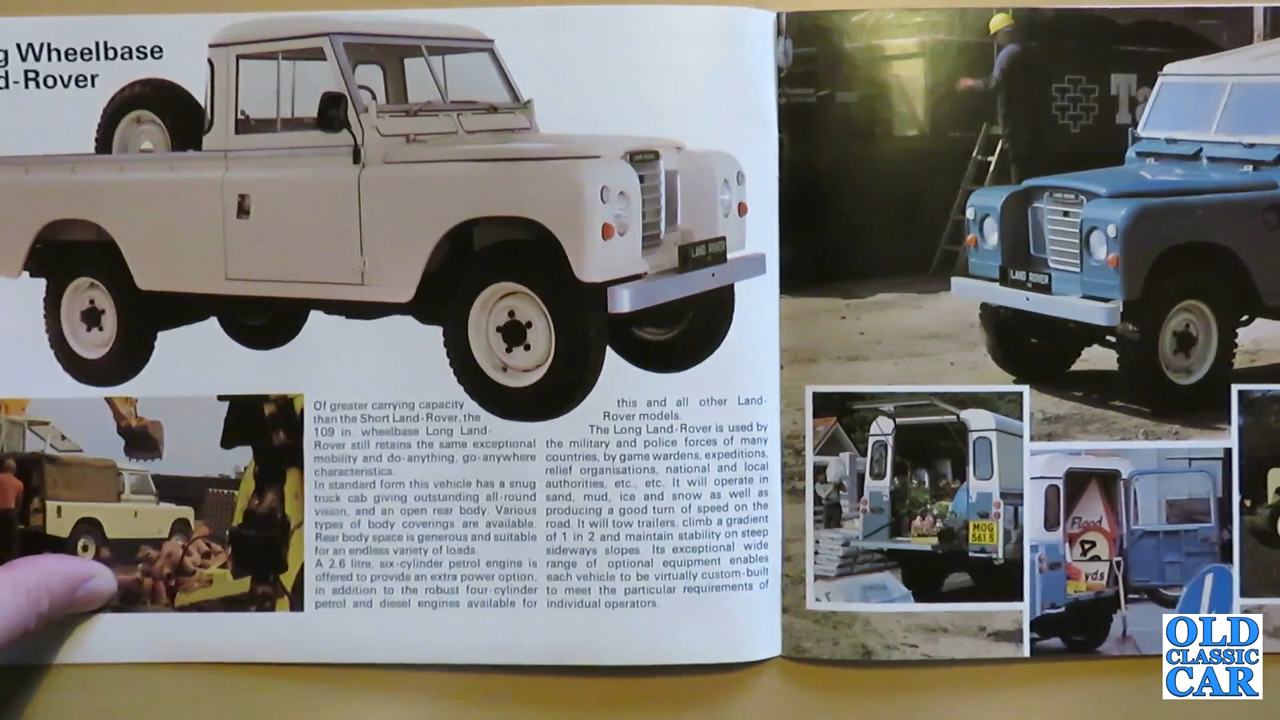 g Wheelbase
d-Rover
LAND ROVER
Of greater carrying capacity
than the Short Land-Rover, the
109 in. wheelbase Long Land-
Rover still retains the same exceptional
mobility and do-anything, go-anywhere
characteristics.
In standard form this vehicle has a snug
truck cab giving outstanding all-round
vision, and an open rear body. Various
types of body coverings are available.
Rear body space is generous and suitable
for an endless variety of loads.
A 2.6 litre, six-cylinder petrol engine is
offered to provide an extra power option,
in addition to the robust four-cylinder
petrol and diesel engines available for
this and all other Land-
Rover models.
The Long Land-Rover is used by
the military and police forces of many
countries, by game wardens, expeditions,
relief organisations, national and local
authorities, etc., etc. It will operate in
sand, mud, ice and snow as well as
producing a good turn of speed on the
road. It will tow trailers, climb a gradient
of 1 in 2 and maintain stability on steep
sideways slopes. Its exceptional wide
range of optional equipment enables
each vehicle to be virtually custom-built
to meet the particular requirements of
individual operators.
Ta
LAND ROVER
MOG
561 S
Flood
yds
OLD
CLASSIC
CAR